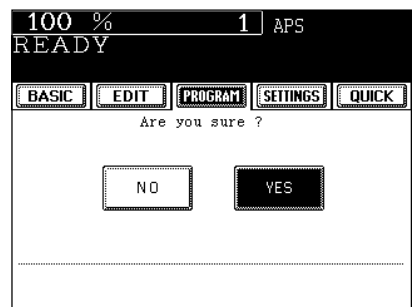 100 % 1 APS
READY
BASIC EDIT PROGRAM SETTINGS QUICK
Are you sure ?
NO YES